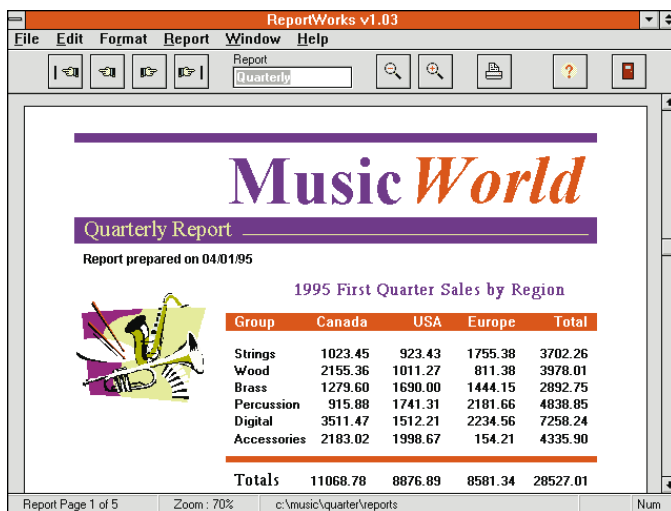 ReportWorks v1.03
File Edit Format Report Window Help
Report
Quarterly
?
Music World
Quarterly Report
Report prepared on 04/01/95
1995 First Quarter Sales by Region
Group Canada USA Europe Total
Strings 1023.45 923.43 1755.38 3702.26
Wood 2155.36 1011.27 811.38 3978.01
Brass 1279.60 1690.00 1444.15 2892.75
Percussion 915.88 1741.31 2181.66 4838.85
Digital 3511.47 1512.21 2234.56 7258.24
Accessories 2183.02 1998.67 154.21 4335.90
Totals 11068.78 8876.89 8581.34 28527.01
Report Page 1 of 5 Zoom : 70% c:\music\quarter\reports Num